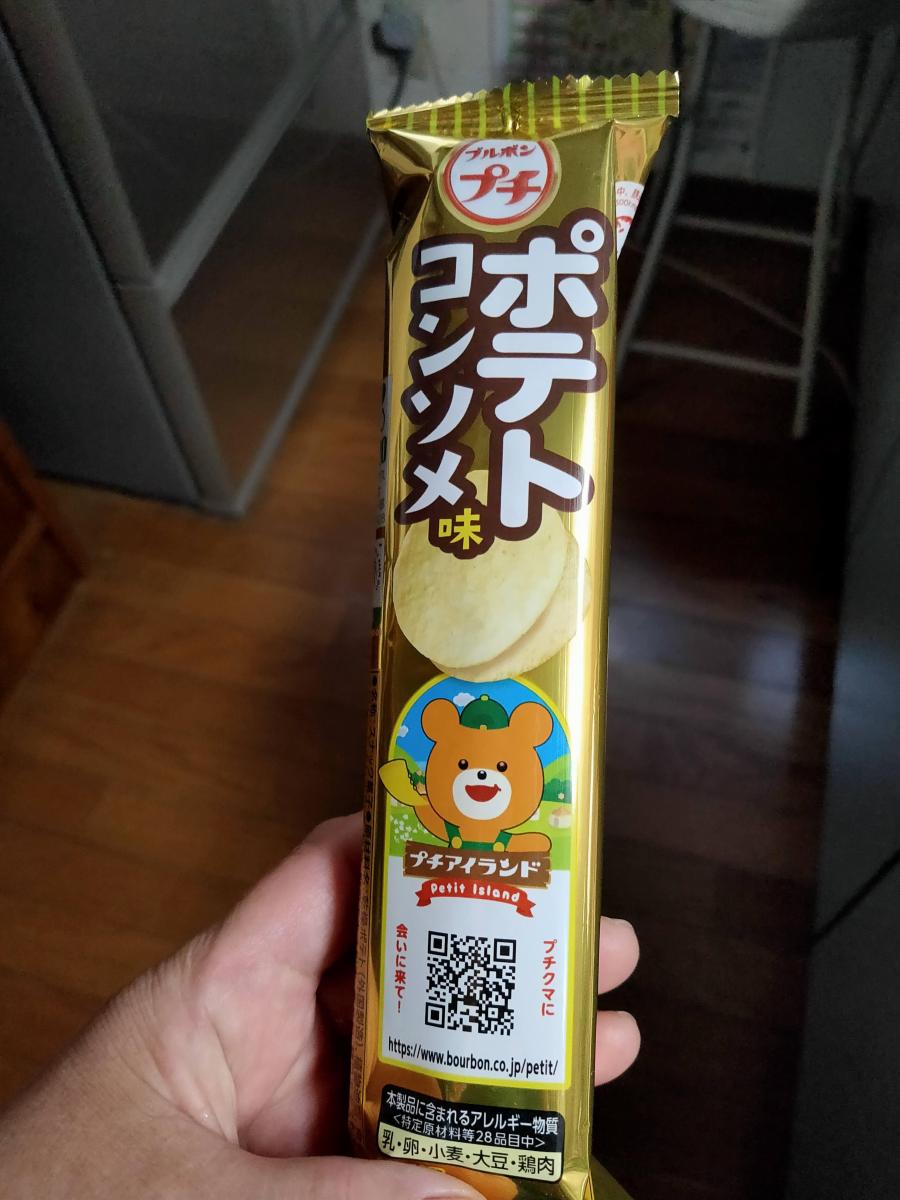 ブルボン
プチ
ポテト
コンソメ
味
プチアイランド
Petit Island
プチクマに
会いに来て!
https://www.bourbon.co.jp/petit/
本製品に含まれるアレルギー物質
<特定原材料等28品目中>
乳・卵・小麦・大豆・鶏肉